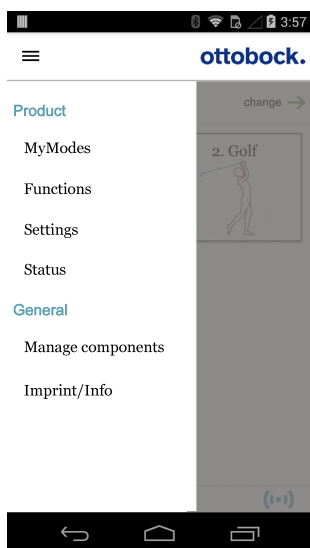 3:57
ottobock.
Product
change
MyModes
2. Golf
Functions
Settings
Status
General
Manage components
Imprint/Info